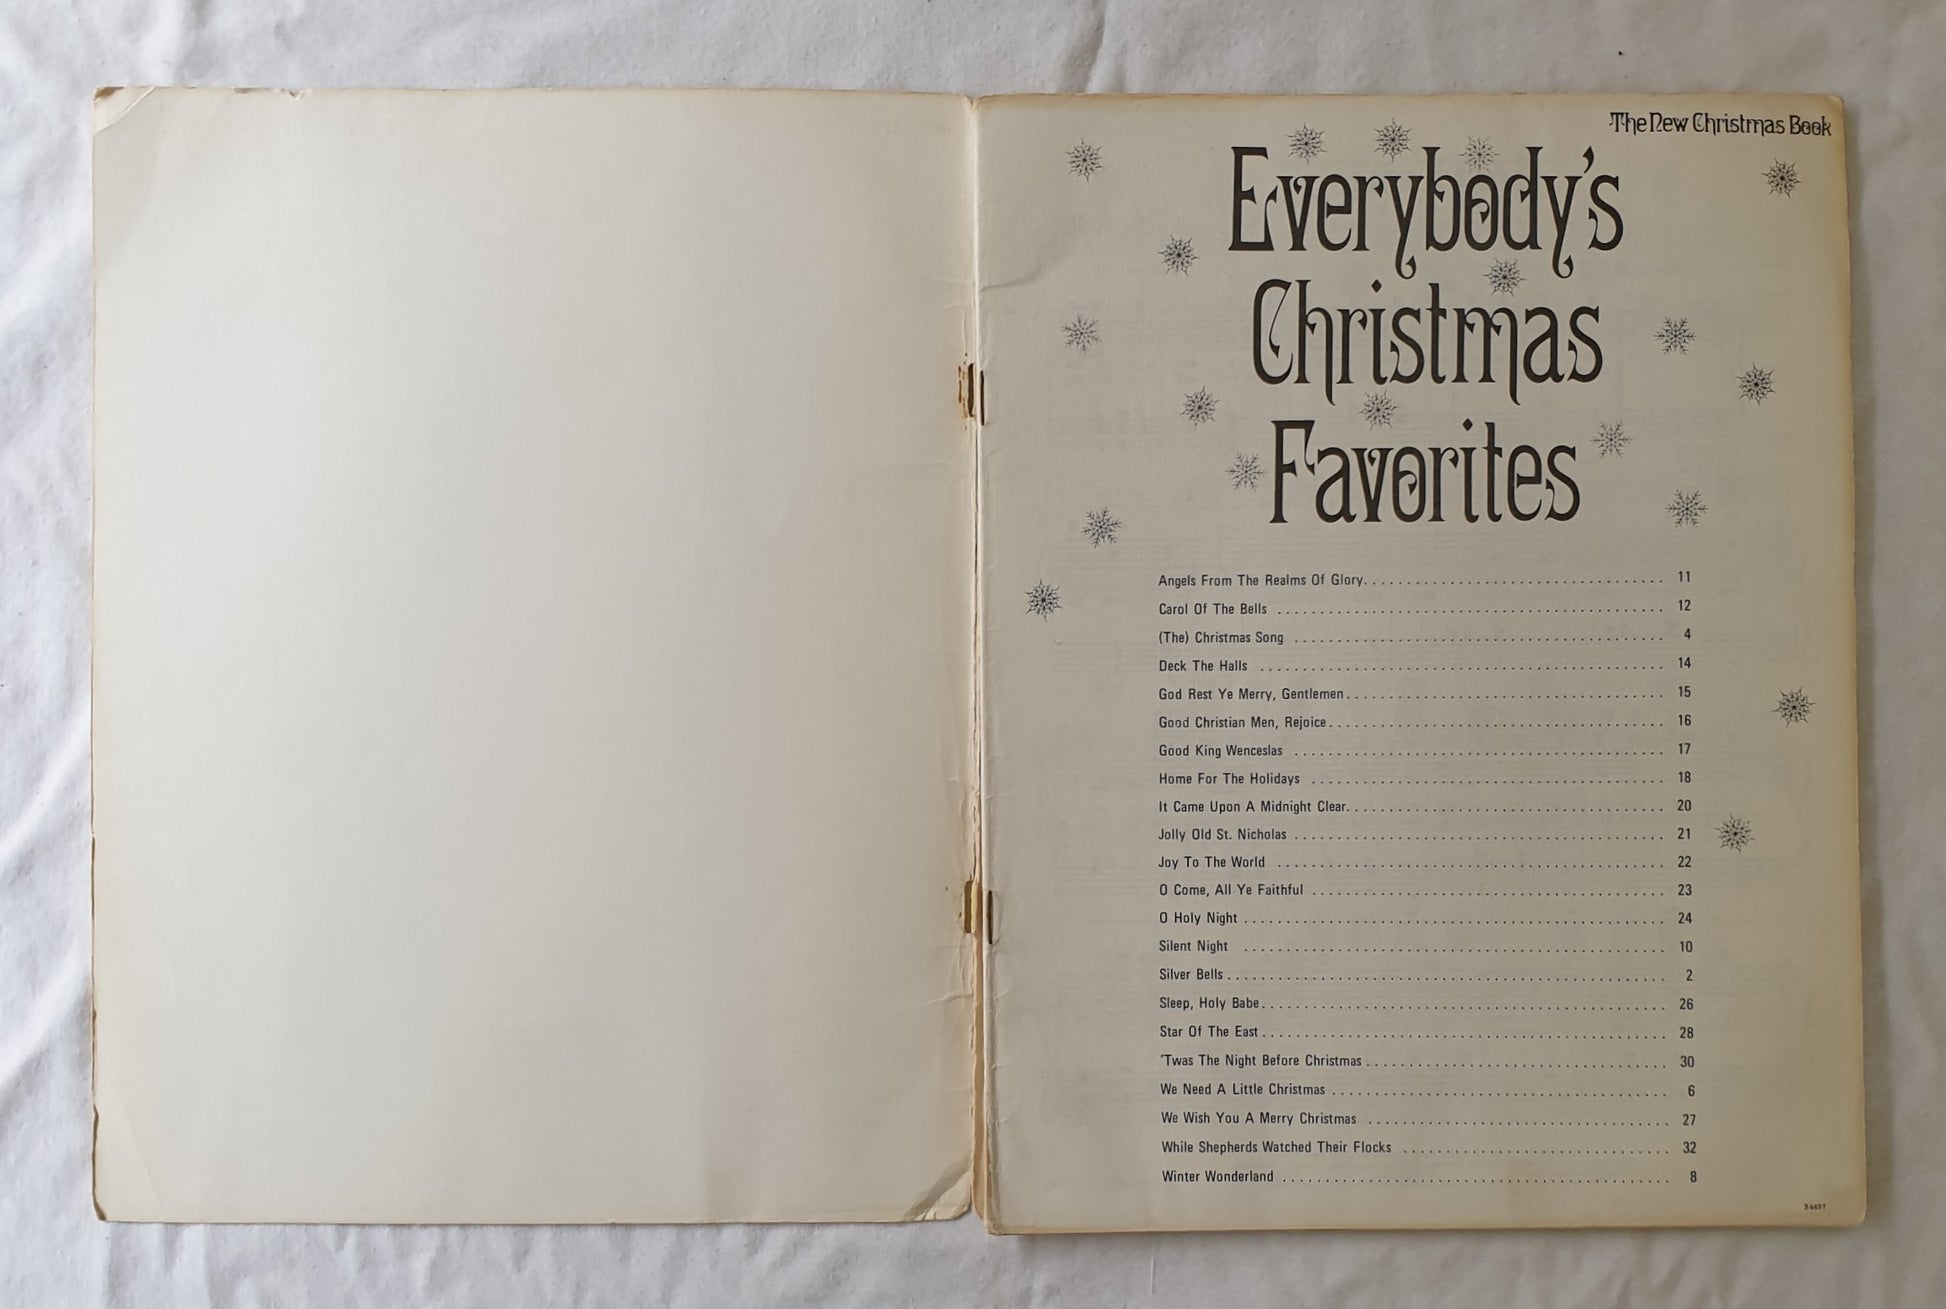 The New Christmas Book
Everybody's
Christmas
Favorites
Angels From The Realms Of Glory. . . . . . . . . . . . . . . . . . . . . . . . . . . . . . . . . . . 11
Carol Of The Bells . . . . . . . . . . . . . . . . . . . . . . . . . . . . . . . . . . . . . . . . . . . . . 12
(The) Christmas Song . . . . . . . . . . . . . . . . . . . . . . . . . . . . . . . . . . . . . . . . . . . 4
Deck The Halls . . . . . . . . . . . . . . . . . . . . . . . . . . . . . . . . . . . . . . . . . . . . . . . 14
God Rest Ye Merry, Gentlemen . . . . . . . . . . . . . . . . . . . . . . . . . . . . . . . . . . . . . 15
Good Christian Men, Rejoice . . . . . . . . . . . . . . . . . . . . . . . . . . . . . . . . . . . . . . . 16
Good King Wenceslas . . . . . . . . . . . . . . . . . . . . . . . . . . . . . . . . . . . . . . . . . . . 17
Home For The Holidays . . . . . . . . . . . . . . . . . . . . . . . . . . . . . . . . . . . . . . . . . 18
It Came Upon A Midnight Clear. . . . . . . . . . . . . . . . . . . . . . . . . . . . . . . . . . . . . 20
Jolly Old St. Nicholas . . . . . . . . . . . . . . . . . . . . . . . . . . . . . . . . . . . . . . . . . . . 21
Joy To The World . . . . . . . . . . . . . . . . . . . . . . . . . . . . . . . . . . . . . . . . . . . . . 22
O Come, All Ye Faithful . . . . . . . . . . . . . . . . . . . . . . . . . . . . . . . . . . . . . . . . . 23
O Holy Night . . . . . . . . . . . . . . . . . . . . . . . . . . . . . . . . . . . . . . . . . . . . . . . . . 24
Silent Night . . . . . . . . . . . . . . . . . . . . . . . . . . . . . . . . . . . . . . . . . . . . . . . . . 10
Silver Bells . . . . . . . . . . . . . . . . . . . . . . . . . . . . . . . . . . . . . . . . . . . . . . . . . . . 2
Sleep, Holy Babe . . . . . . . . . . . . . . . . . . . . . . . . . . . . . . . . . . . . . . . . . . . . . . . 26
Star Of The East . . . . . . . . . . . . . . . . . . . . . . . . . . . . . . . . . . . . . . . . . . . . . . . 28
'Twas The Night Before Christmas . . . . . . . . . . . . . . . . . . . . . . . . . . . . . . . . . . . 30
We Need A Little Christmas . . . . . . . . . . . . . . . . . . . . . . . . . . . . . . . . . . . . . . . 6
We Wish You A Merry Christmas . . . . . . . . . . . . . . . . . . . . . . . . . . . . . . . . . . . 27
While Shepherds Watched Their Flocks . . . . . . . . . . . . . . . . . . . . . . . . . . . . . . . 32
Winter Wonderland . . . . . . . . . . . . . . . . . . . . . . . . . . . . . . . . . . . . . . . . . . . . . 8